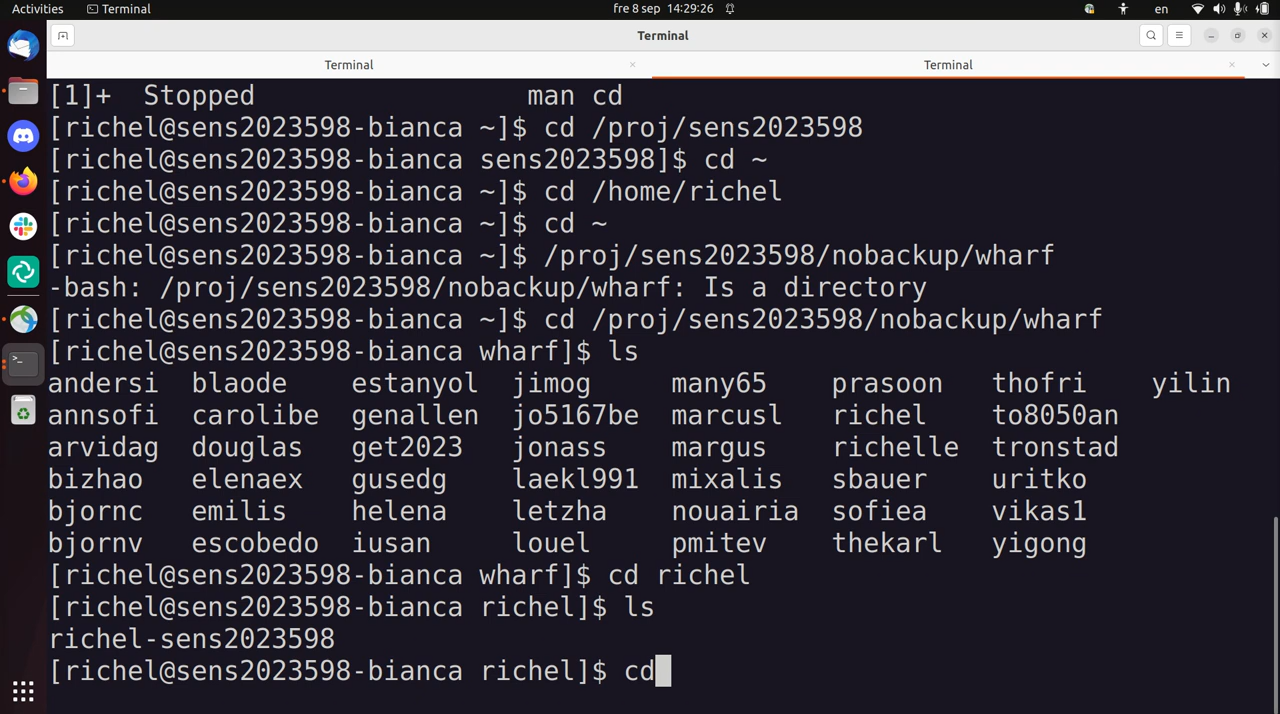 Activities Terminal fre 8 sep 14:29:26 en
Terminal
Terminal Terminal
[1]+  Stopped                 man cd
[richel@sens2023598-bianca ~]$ cd /proj/sens2023598
[richel@sens2023598-bianca sens2023598]$ cd ~
[richel@sens2023598-bianca ~]$ cd /home/richel
[richel@sens2023598-bianca ~]$ cd ~
[richel@sens2023598-bianca ~]$ /proj/sens2023598/nobackup/wharf
-bash: /proj/sens2023598/nobackup/wharf: Is a directory
[richel@sens2023598-bianca ~]$ cd /proj/sens2023598/nobackup/wharf
[richel@sens2023598-bianca wharf]$ ls
andersi  blaode    estanyol  jimog     many65    prasoon   thofri    yilin
annsofi  carolibe  genallen  jo5167be  marcusl   richel    to8050an
arvidag  douglas   get2023   jonass    margus    richelle  tronstad
bizhao   elenaex   gusedg    laekl991  mixalis   sbauer    uritko
bjornc   emilis    helena    letzha    nouairia  sofiea    vikas1
bjornv   escobedo  iusan     louel     pmitev    thekarl   yigong
[richel@sens2023598-bianca wharf]$ cd richel
[richel@sens2023598-bianca richel]$ ls
richel-sens2023598
[richel@sens2023598-bianca richel]$ cd